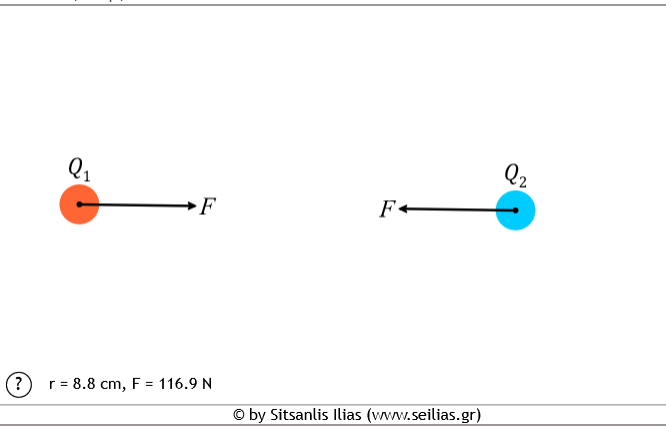 Q₁
Q₂
F
F
? r = 8.8 cm, F = 116.9 N
© by Sitsanlis Ilias (www.seilias.gr)